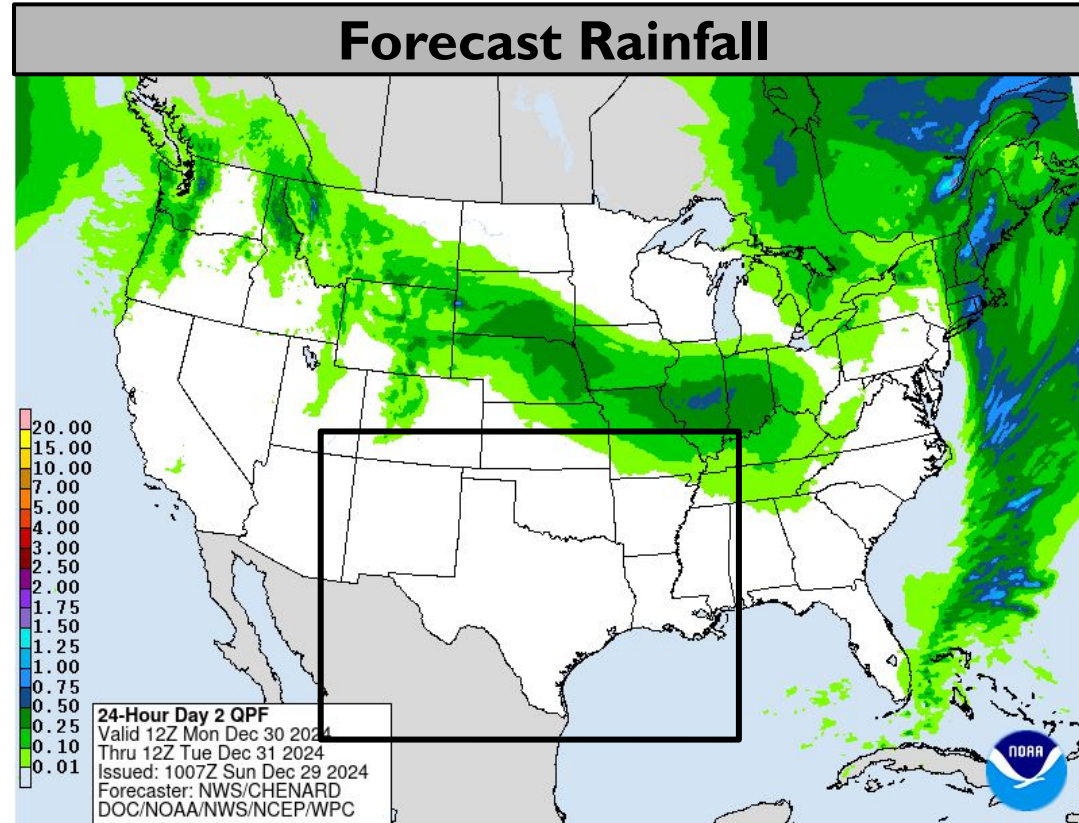 Forecast Rainfall
20.00
15.00
10.00
7.00
5.00
4.00
3.00
2.50
2.00
1.75
1.50
1.25
1.00
0.75
0.50
0.25
0.10
0.01
24-Hour Day 2 QPF
Valid 12Z Mon Dec 30 2024
Thru 12Z Tue Dec 31 2024
Issued: 1007Z Sun Dec 29 2024
Forecaster: NWS/CHENARD
DOC/NOAA/NWS/NCEP/WPC
NOAA